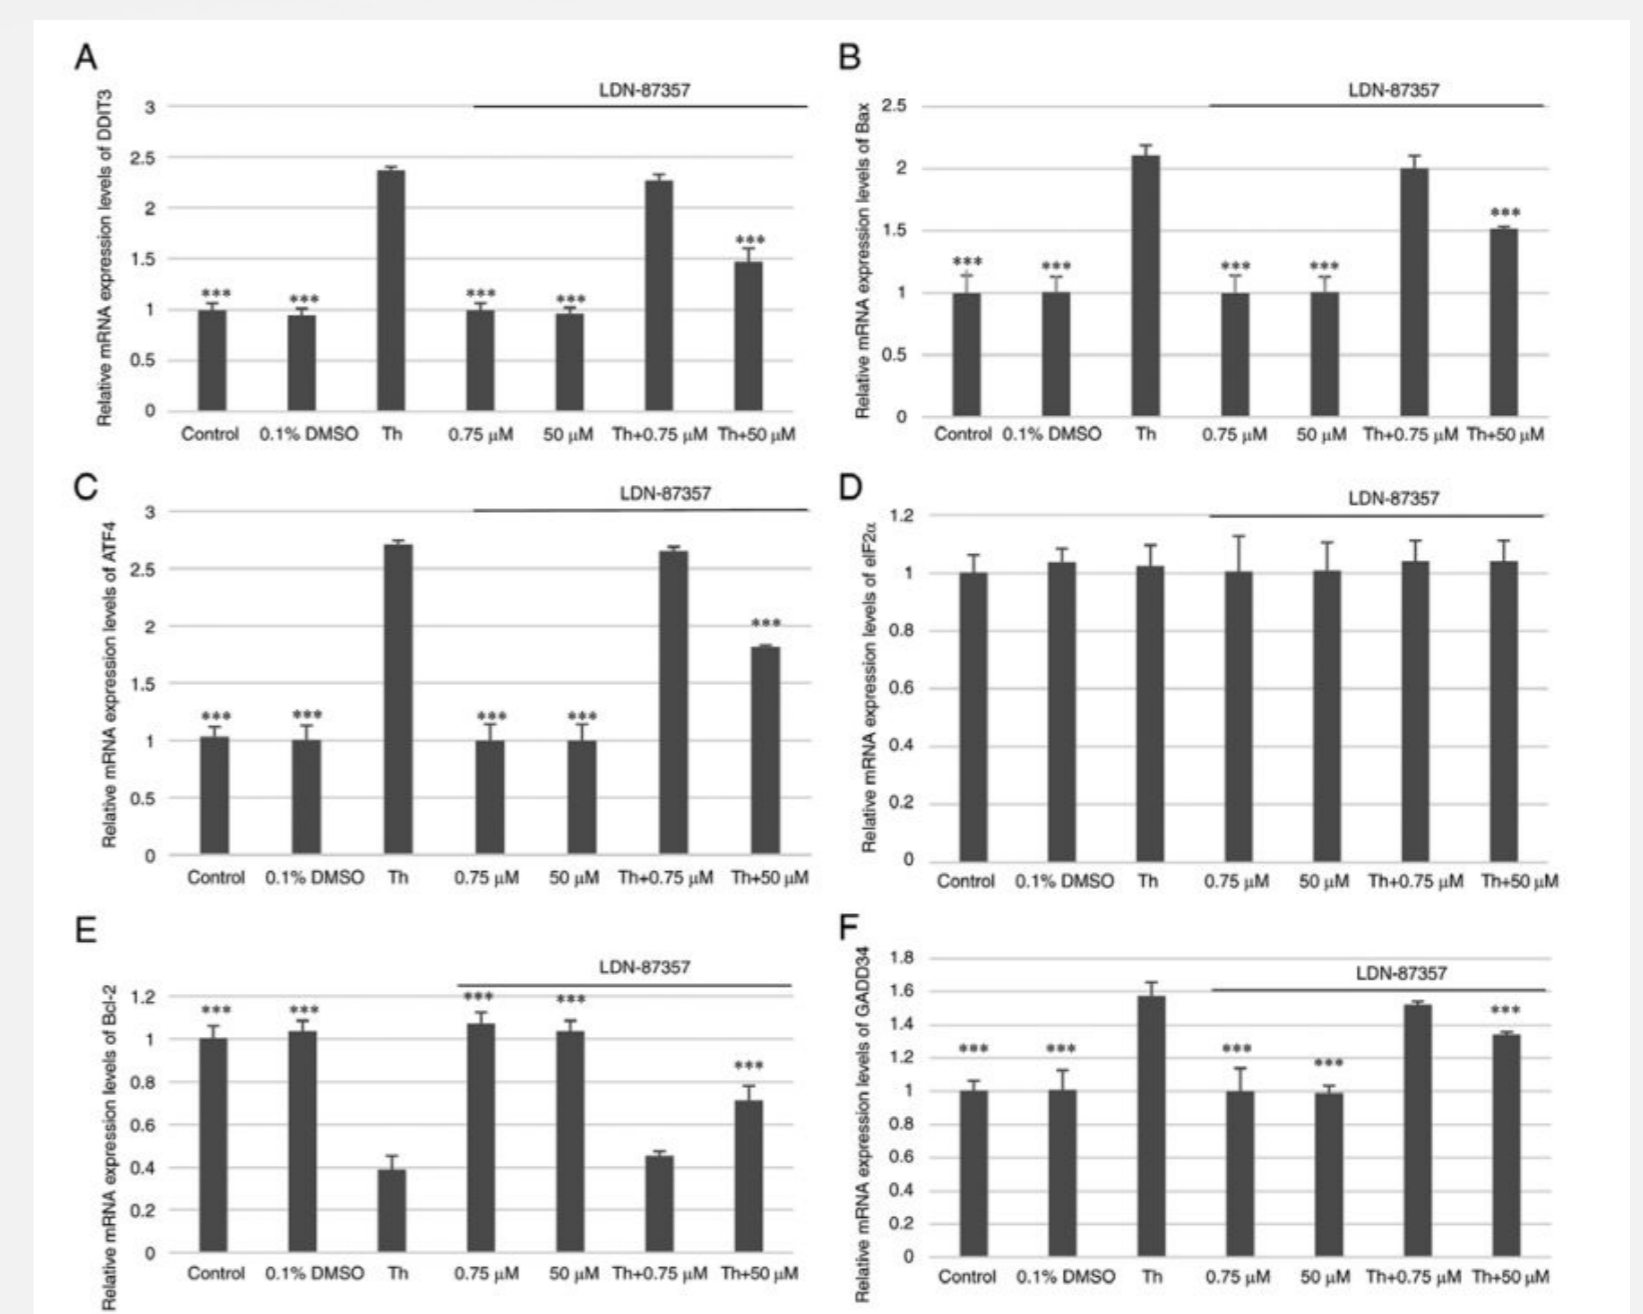 A
LDN-87357
Relative mRNA expression levels of DDIT3
3
2.5
2
1.5
1
0.5
0
***
***
***
***
***
Control 0.1% DMSO Th 0.75 µM 50 µM Th+0.75 µM Th+50 µM
B
LDN-87357
Relative mRNA expression levels of Bax
2.5
2
1.5
1
0.5
0
***
***
***
***
***
Control 0.1% DMSO Th 0.75 µM 50 µM Th+0.75 µM Th+50 µM
C
LDN-87357
Relative mRNA expression levels of ATF4
3
2.5
2
1.5
1
0.5
0
***
***
***
***
***
Control 0.1% DMSO Th 0.75 µM 50 µM Th+0.75 µM Th+50 µM
D
LDN-87357
Relative mRNA expression levels of eIF2α
1.2
1
0.8
0.6
0.4
0.2
0
Control 0.1% DMSO Th 0.75 µM 50 µM Th+0.75 µM Th+50 µM
E
LDN-87357
Relative mRNA expression levels of Bcl-2
1.2
1
0.8
0.6
0.4
0.2
0
***
***
***
***
***
Control 0.1% DMSO Th 0.75 µM 50 µM Th+0.75 µM Th+50 µM
F
LDN-87357
Relative mRNA expression levels of GADD34
1.8
1.6
1.4
1.2
1
0.8
0.6
0.4
0.2
0
***
***
***
***
***
Control 0.1% DMSO Th 0.75 µM 50 µM Th+0.75 µM Th+50 µM